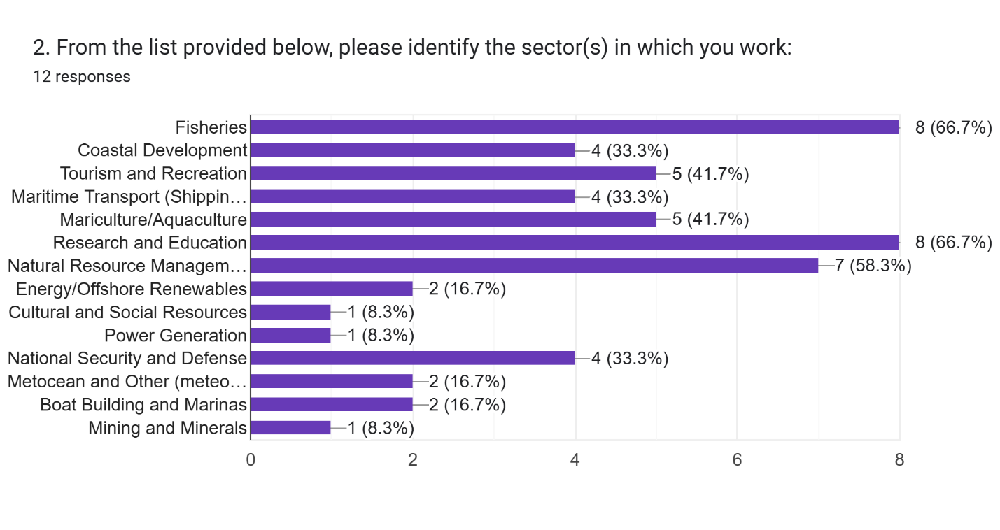 2. From the list provided below, please identify the sector(s) in which you work:
12 responses
Fisheries 8 (66.7%)
Coastal Development 4 (33.3%)
Tourism and Recreation 5 (41.7%)
Maritime Transport (Shippin… 4 (33.3%)
Mariculture/Aquaculture 5 (41.7%)
Research and Education 8 (66.7%)
Natural Resource Managem… 7 (58.3%)
Energy/Offshore Renewables 2 (16.7%)
Cultural and Social Resources 1 (8.3%)
Power Generation 1 (8.3%)
National Security and Defense 4 (33.3%)
Metocean and Other (meteo… 2 (16.7%)
Boat Building and Marinas 2 (16.7%)
Mining and Minerals 1 (8.3%)
0 2 4 6 8